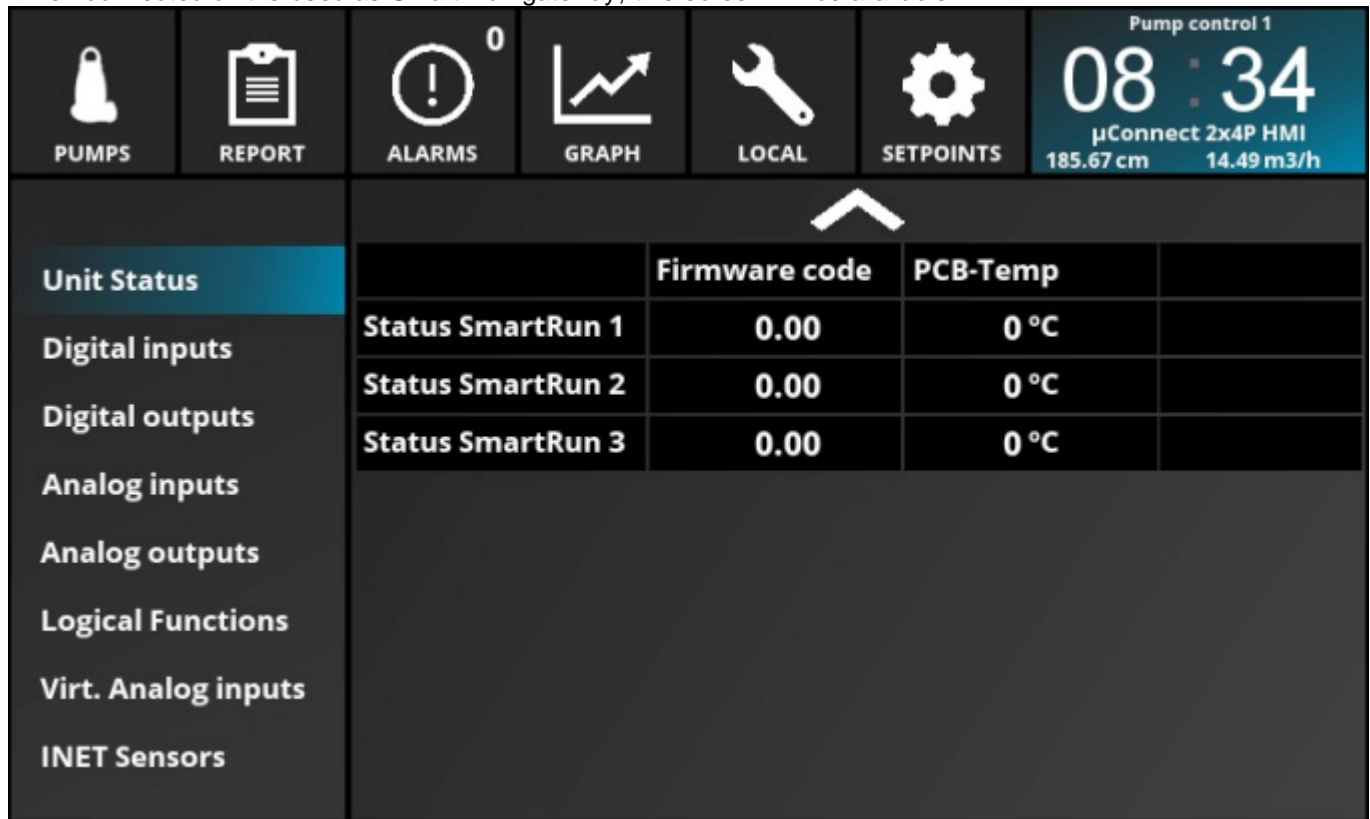 Pump control 1
0
08 : 34
µConnect 2x4P HMI
PUMPS REPORT ALARMS GRAPH LOCAL SETPOINTS 185.67 cm 14.49 m3/h
Unit Status
Digital inputs
Digital outputs
Analog inputs
Analog outputs
Logical Functions
Virt. Analog inputs
INET Sensors
Firmware code PCB-Temp
Status SmartRun 1 0.00 0 °C
Status SmartRun 2 0.00 0 °C
Status SmartRun 3 0.00 0 °C